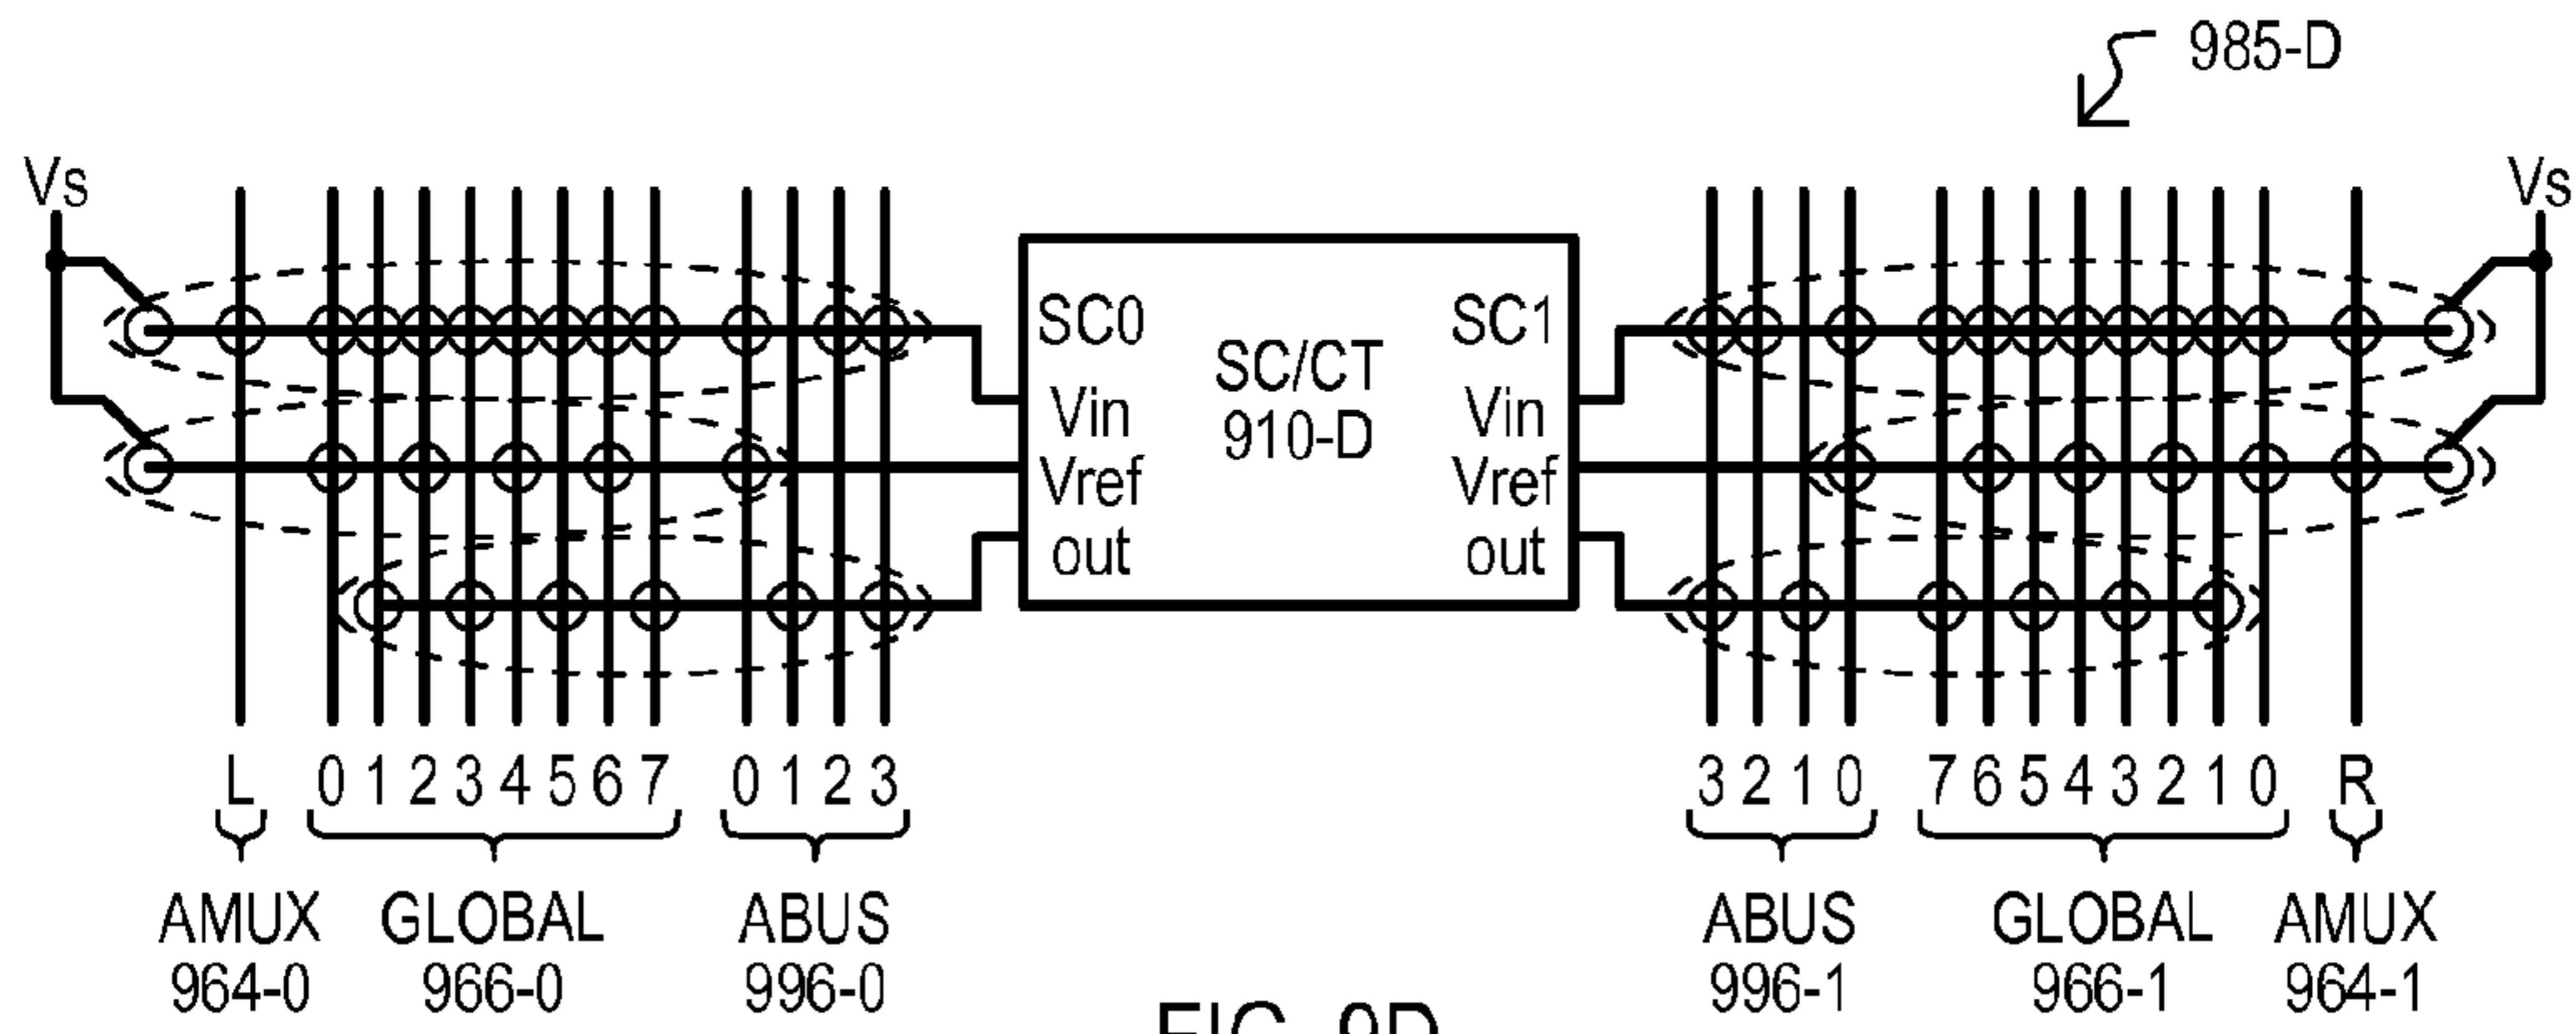 985-D
Vs
Vs
SC0
SC1
SC/CT
910-D
Vin
Vin
Vref
Vref
out
out
L 0 1 2 3 4 5 6 7 0 1 2 3
3 2 1 0 7 6 5 4 3 2 1 0 R
AMUX
964-0
GLOBAL
966-0
ABUS
996-0
ABUS
996-1
GLOBAL
966-1
AMUX
964-1
FIG. 9D